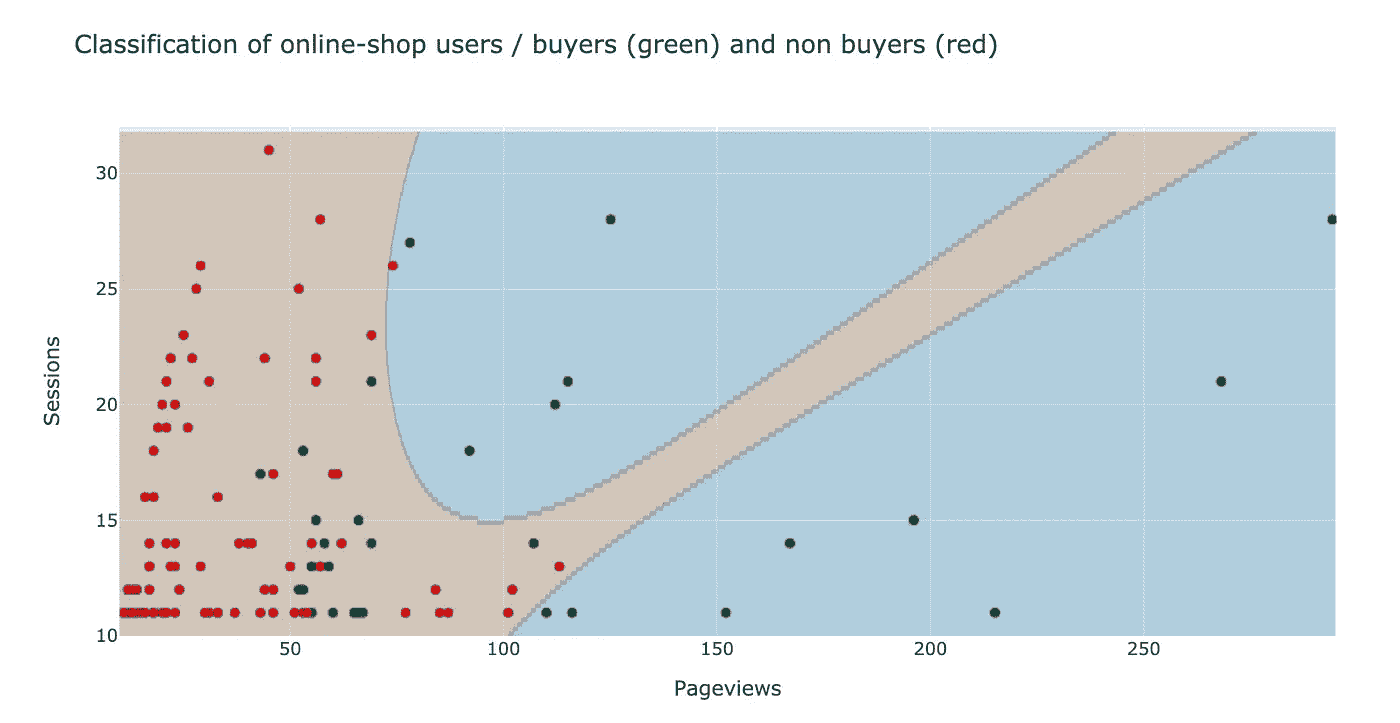 Classification of online-shop users / buyers (green) and non buyers (red)
30
25
20
15
10
Sessions
50 100 150 200 250
Pageviews